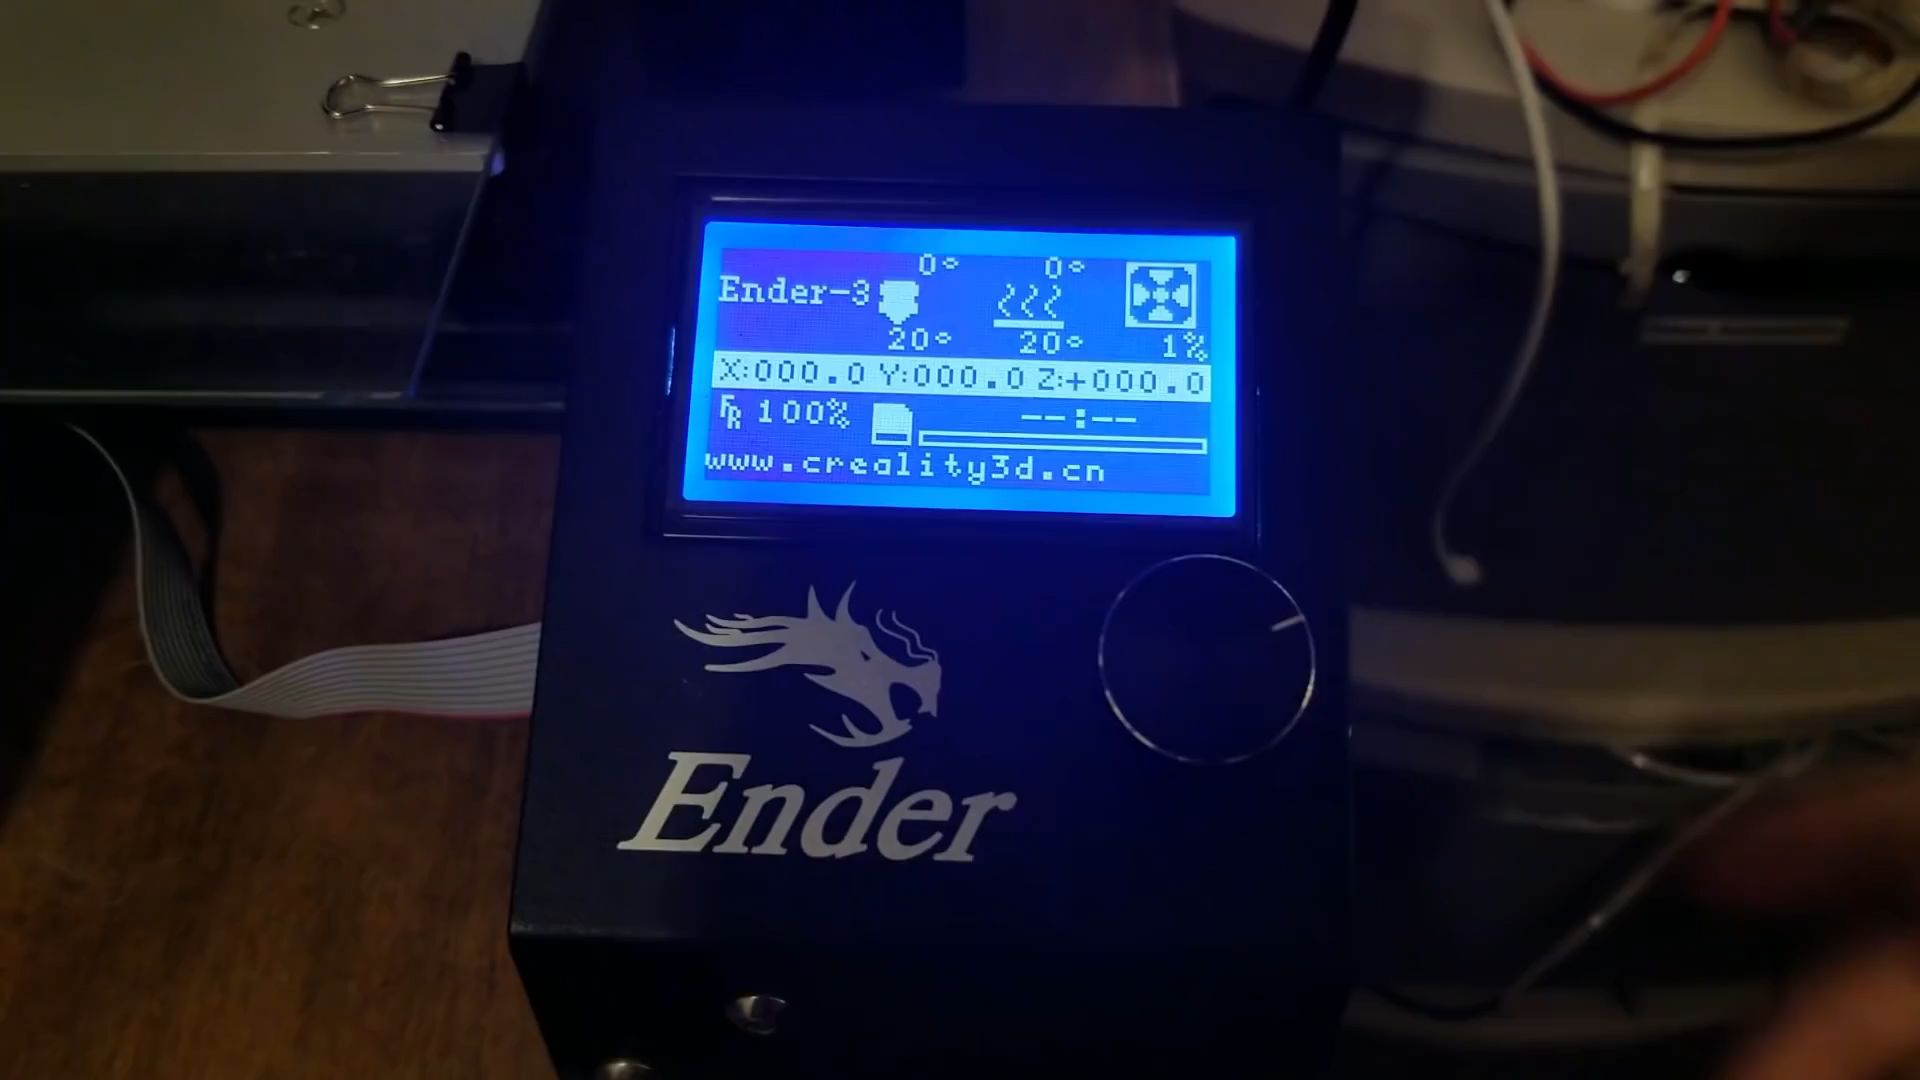 0° 0°
Ender-3
20° 20° 1%
X:000.0 Y:000.0 Z:+000.0
FR 100% --:--
www.creality3d.cn
Ender